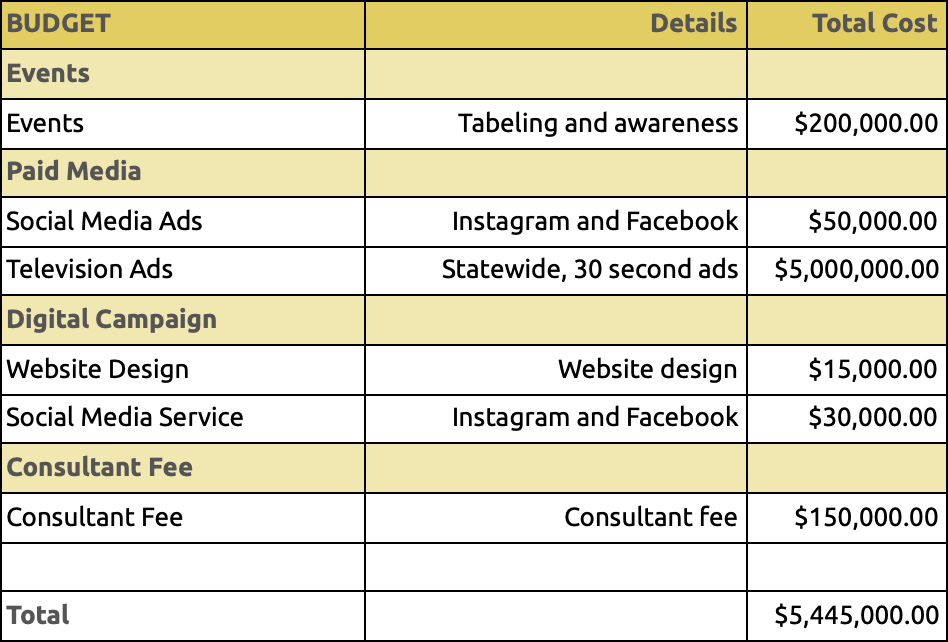 BUDGET Details Total Cost
Events
Events Tabeling and awareness $200,000.00
Paid Media
Social Media Ads Instagram and Facebook $50,000.00
Television Ads Statewide, 30 second ads $5,000,000.00
Digital Campaign
Website Design Website design $15,000.00
Social Media Service Instagram and Facebook $30,000.00
Consultant Fee
Consultant Fee Consultant fee $150,000.00
Total $5,445,000.00